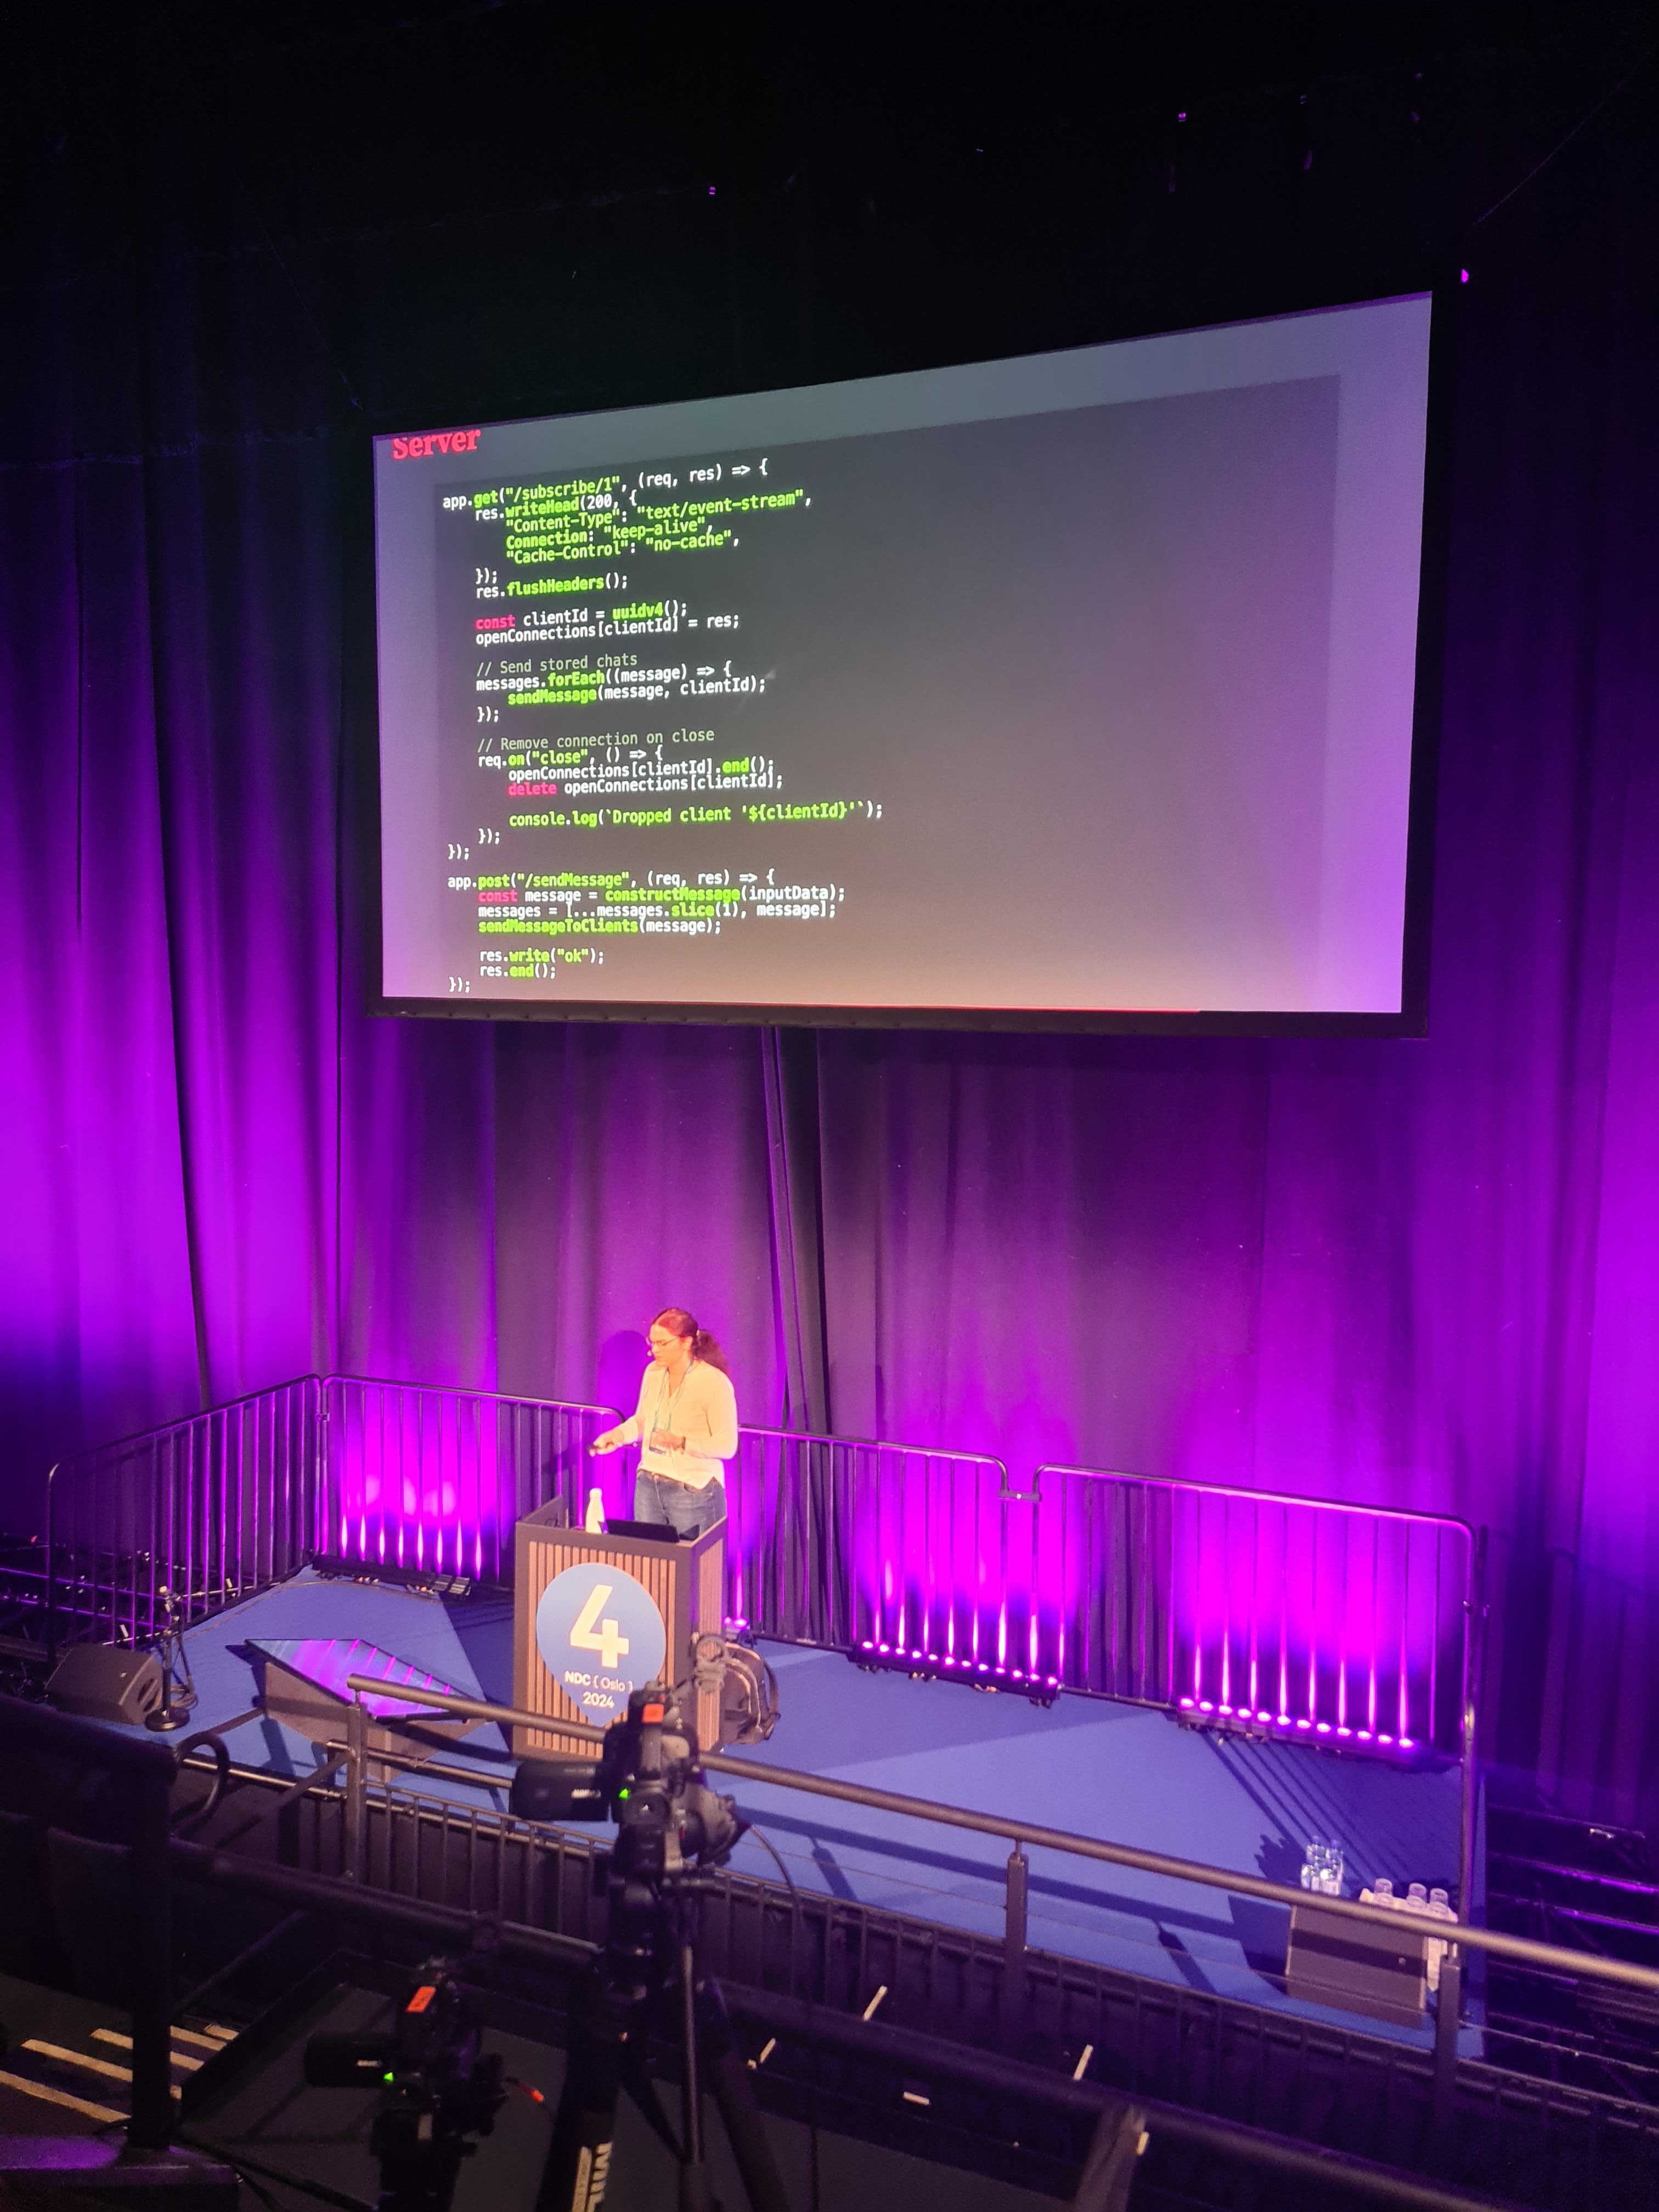 Server
app.get("/subscribe/1", (req, res) => {
    res.writeHead(200, {
        "Content-Type": "text/event-stream",
        Connection: "keep-alive",
        "Cache-Control": "no-cache",
    });
    res.flushHeaders();
    const clientId = uuidv4();
    openConnections[clientId] = res;
    // Send stored chats
    messages.forEach((message) => {
        sendMessage(message, clientId);
    });
    // Remove connection on close
    req.on("close", () => {
        openConnections[clientId].end();
        delete openConnections[clientId];
        console.log(`Dropped client '${clientId}'`);
    });
});
app.post("/sendMessage", (req, res) => {
    const message = constructMessage(inputData);
    messages = [...messages.slice(1), message];
    sendMessageToClients(message);
    res.write("ok");
    res.end();
});
4
NDC { Oslo }
2024